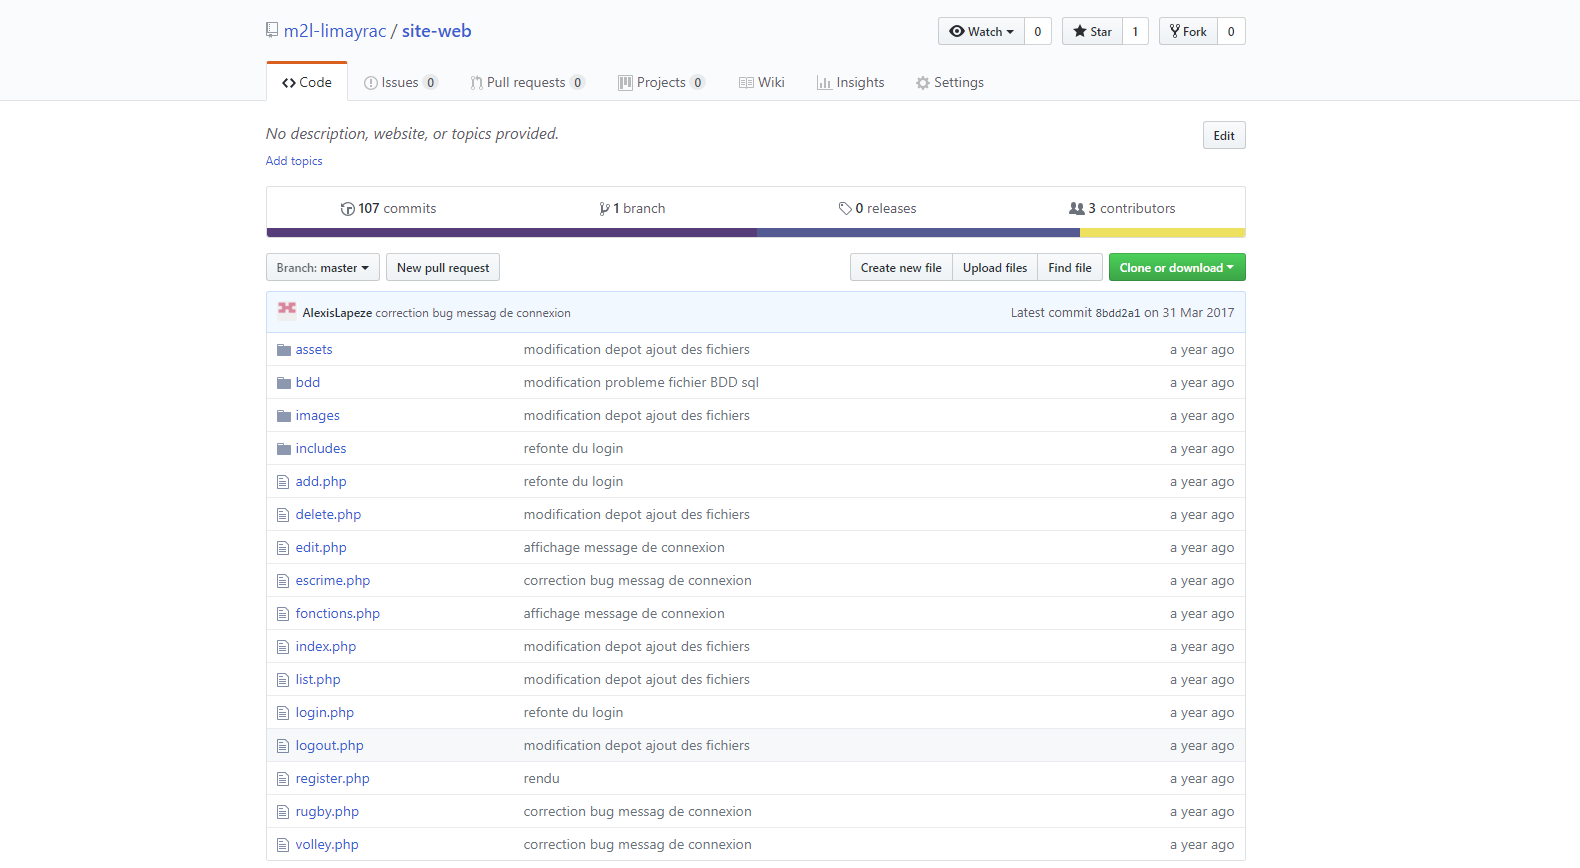 m2l-limayrac / site-web
Watch 0 Star 1 Fork 0
Code Issues 0 Pull requests 0 Projects 0 Wiki Insights Settings
No description, website, or topics provided. Edit
Add topics
107 commits 1 branch 0 releases 3 contributors
Branch: master New pull request Create new file Upload files Find file Clone or download
AlexisLapeze correction bug messag de connexion Latest commit 8bdd2a1 on 31 Mar 2017
assets modification depot ajout des fichiers a year ago
bdd modification probleme fichier BDD sql a year ago
images modification depot ajout des fichiers a year ago
includes refonte du login a year ago
add.php refonte du login a year ago
delete.php modification depot ajout des fichiers a year ago
edit.php affichage message de connexion a year ago
escrime.php correction bug messag de connexion a year ago
fonctions.php affichage message de connexion a year ago
index.php modification depot ajout des fichiers a year ago
list.php modification depot ajout des fichiers a year ago
login.php refonte du login a year ago
logout.php modification depot ajout des fichiers a year ago
register.php rendu a year ago
rugby.php correction bug messag de connexion a year ago
volley.php correction bug messag de connexion a year ago